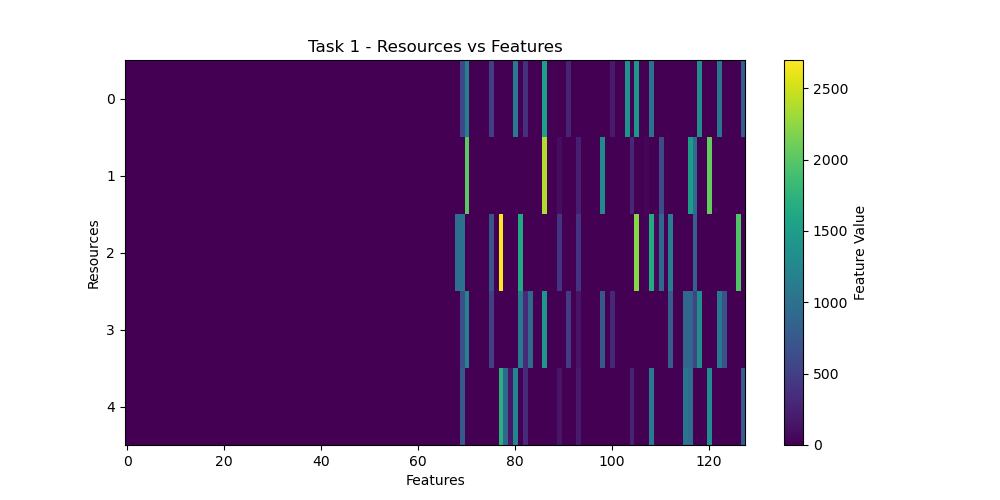 Task 1 - Resources vs Features
Resources
0
1
2
3
4
0 20 40 60 80 100 120
Features
2500
2000
1500
1000
500
0
Feature Value